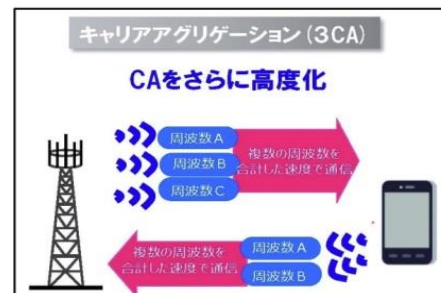 キャリアアグリゲーション(3CA)
CAをさらに高度化
周波数A
周波数B
周波数C
複数の周波数を
合計した速度で通信
複数の周波数を
合計した速度で通信
周波数A
周波数B